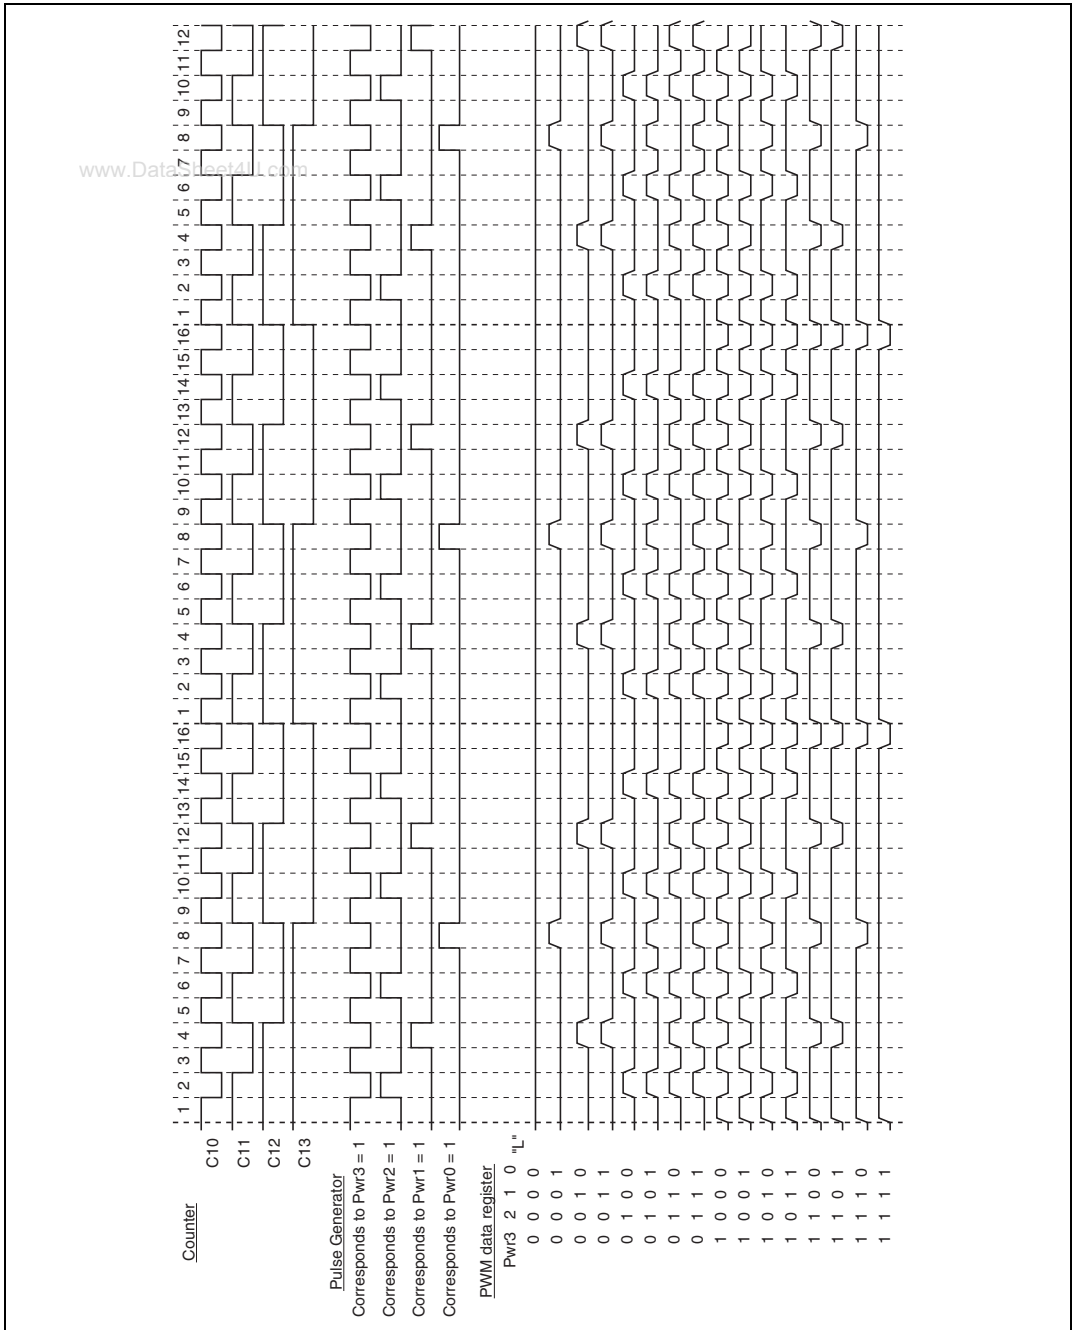 www.DataSheet4U.com
Counter
1 2 3 4 5 6 7 8 9 10 11 12 13 14 15 16 1 2 3 4 5 6 7 8 9 10 11 12 13 14 15 16 1 2 3 4 5 6 7 8 9 10 11 12
C10
C11
C12
C13
Pulse Generator
Corresponds to Pwr3 = 1
Corresponds to Pwr2 = 1
Corresponds to Pwr1 = 1
Corresponds to Pwr0 = 1
PWM data register
Pwr3 2 1 0 "L"
0 0 0 0
0 0 0 1
0 0 1 0
0 0 1 1
0 1 0 0
0 1 0 1
0 1 1 0
0 1 1 1
1 0 0 0
1 0 0 1
1 0 1 0
1 0 1 1
1 1 0 0
1 1 0 1
1 1 1 0
1 1 1 1